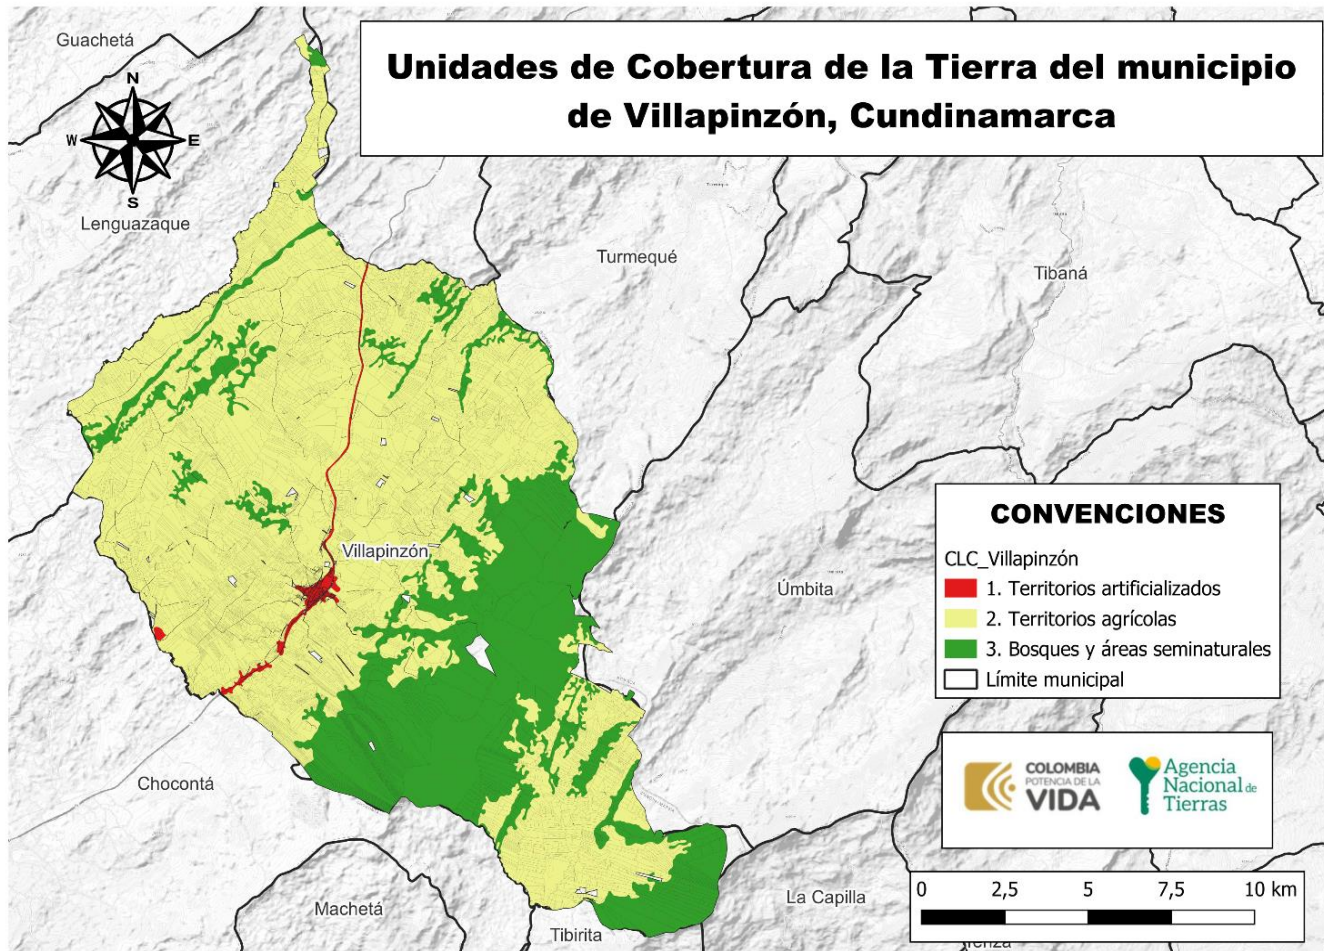 Unidades de Cobertura de la Tierra del municipio
de Villapinzón, Cundinamarca
Guachetá
N
W
E
S
Lenguazaque
Turmequé
Tibaná
Villapinzón
Úmbita
Chocontá
Machetá
Tibirita
La Capilla
CONVENCIONES
CLC_Villapinzón
1. Territorios artificializados
2. Territorios agrícolas
3. Bosques y áreas seminaturales
Límite municipal
COLOMBIA
POTENCIA DE LA
VIDA
Agencia
Nacional de
Tierras
0 2,5 5 7,5 10 km